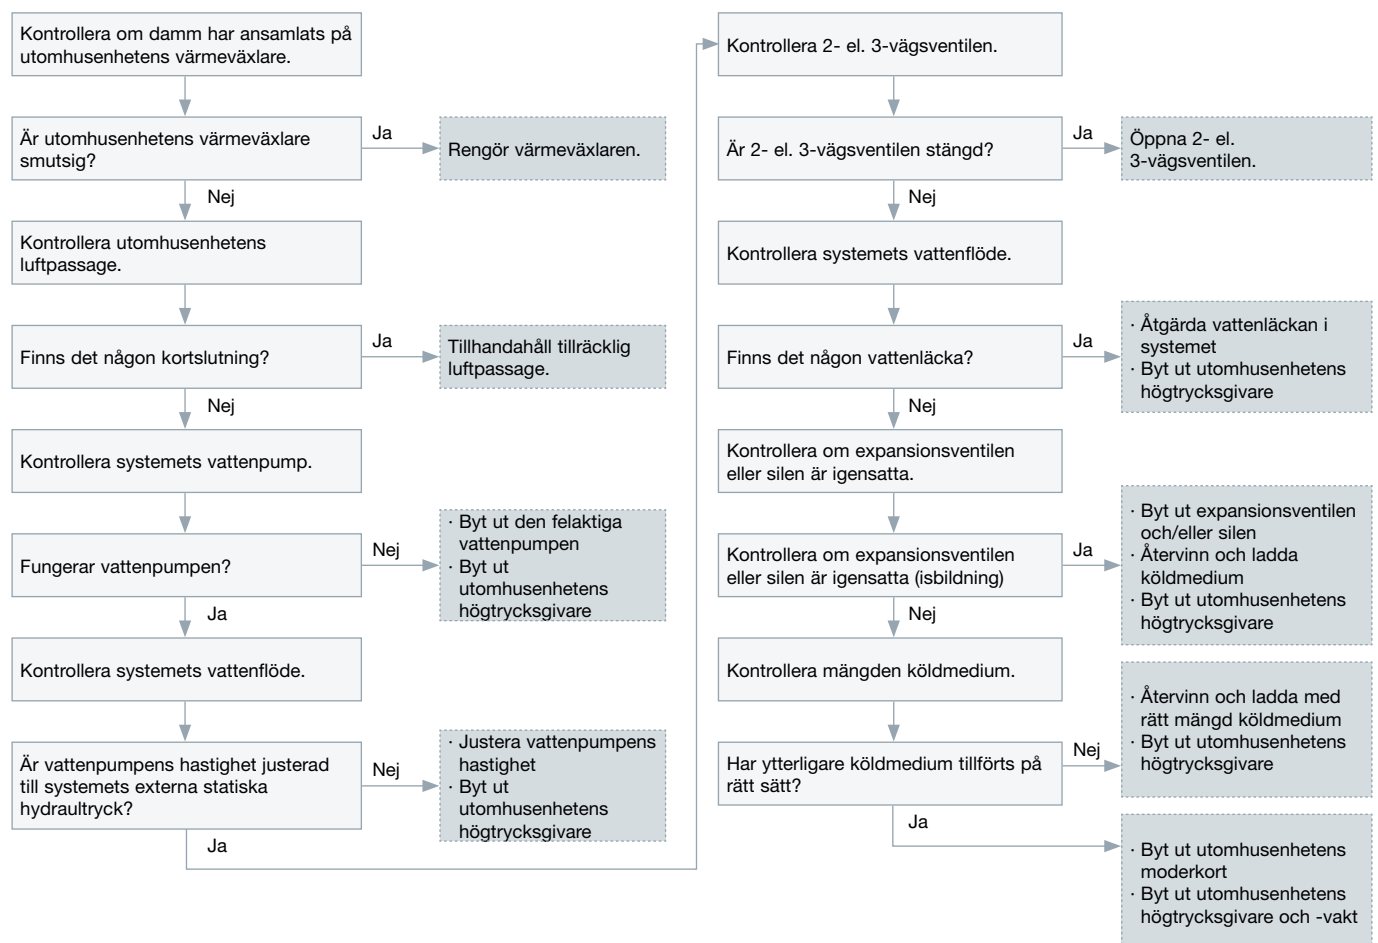 Kontrollera om damm har ansamlats på
utomhusenhetens värmeväxlare.
Är utomhusenhetens värmeväxlare
smutsig?
Ja
Rengör värmeväxlaren.
Nej
Kontrollera utomhusenhetens
luftpassage.
Finns det någon kortslutning?
Ja
Tillhandahåll tillräcklig
luftpassage.
Nej
Kontrollera systemets vattenpump.
Fungerar vattenpumpen?
Nej
· Byt ut den felaktiga
vattenpumpen
· Byt ut
utomhusenhetens
högtrycksgivare
Ja
Kontrollera systemets vattenflöde.
Är vattenpumpens hastighet justerad
till systemets externa statiska
hydraultryck?
Nej
· Justera vattenpumpens
hastighet
· Byt ut
utomhusenhetens
högtrycksgivare
Ja
Kontrollera 2- el. 3-vägsventilen.
Är 2- el. 3-vägsventilen stängd?
Ja
Öppna 2- el.
3-vägsventilen.
Nej
Kontrollera systemets vattenflöde.
Finns det någon vattenläcka?
Ja
· Åtgärda vattenläckan i
systemet
· Byt ut utomhusenhetens
högtrycksgivare
Nej
Kontrollera om expansionsventilen
eller silen är igensatta.
Kontrollera om expansionsventilen
eller silen är igensatta (isbildning)
Ja
· Byt ut expansionsventilen
och/eller silen
· Återvinn och ladda
köldmedium
· Byt ut utomhusenhetens
högtrycksgivare
Nej
Kontrollera mängden köldmedium.
Har ytterligare köldmedium tillförts på
rätt sätt?
Nej
· Återvinn och ladda med
rätt mängd köldmedium
· Byt ut utomhusenhetens
högtrycksgivare
Ja
· Byt ut utomhusenhetens
moderkort
· Byt ut utomhusenhetens
högtrycksgivare och -vakt